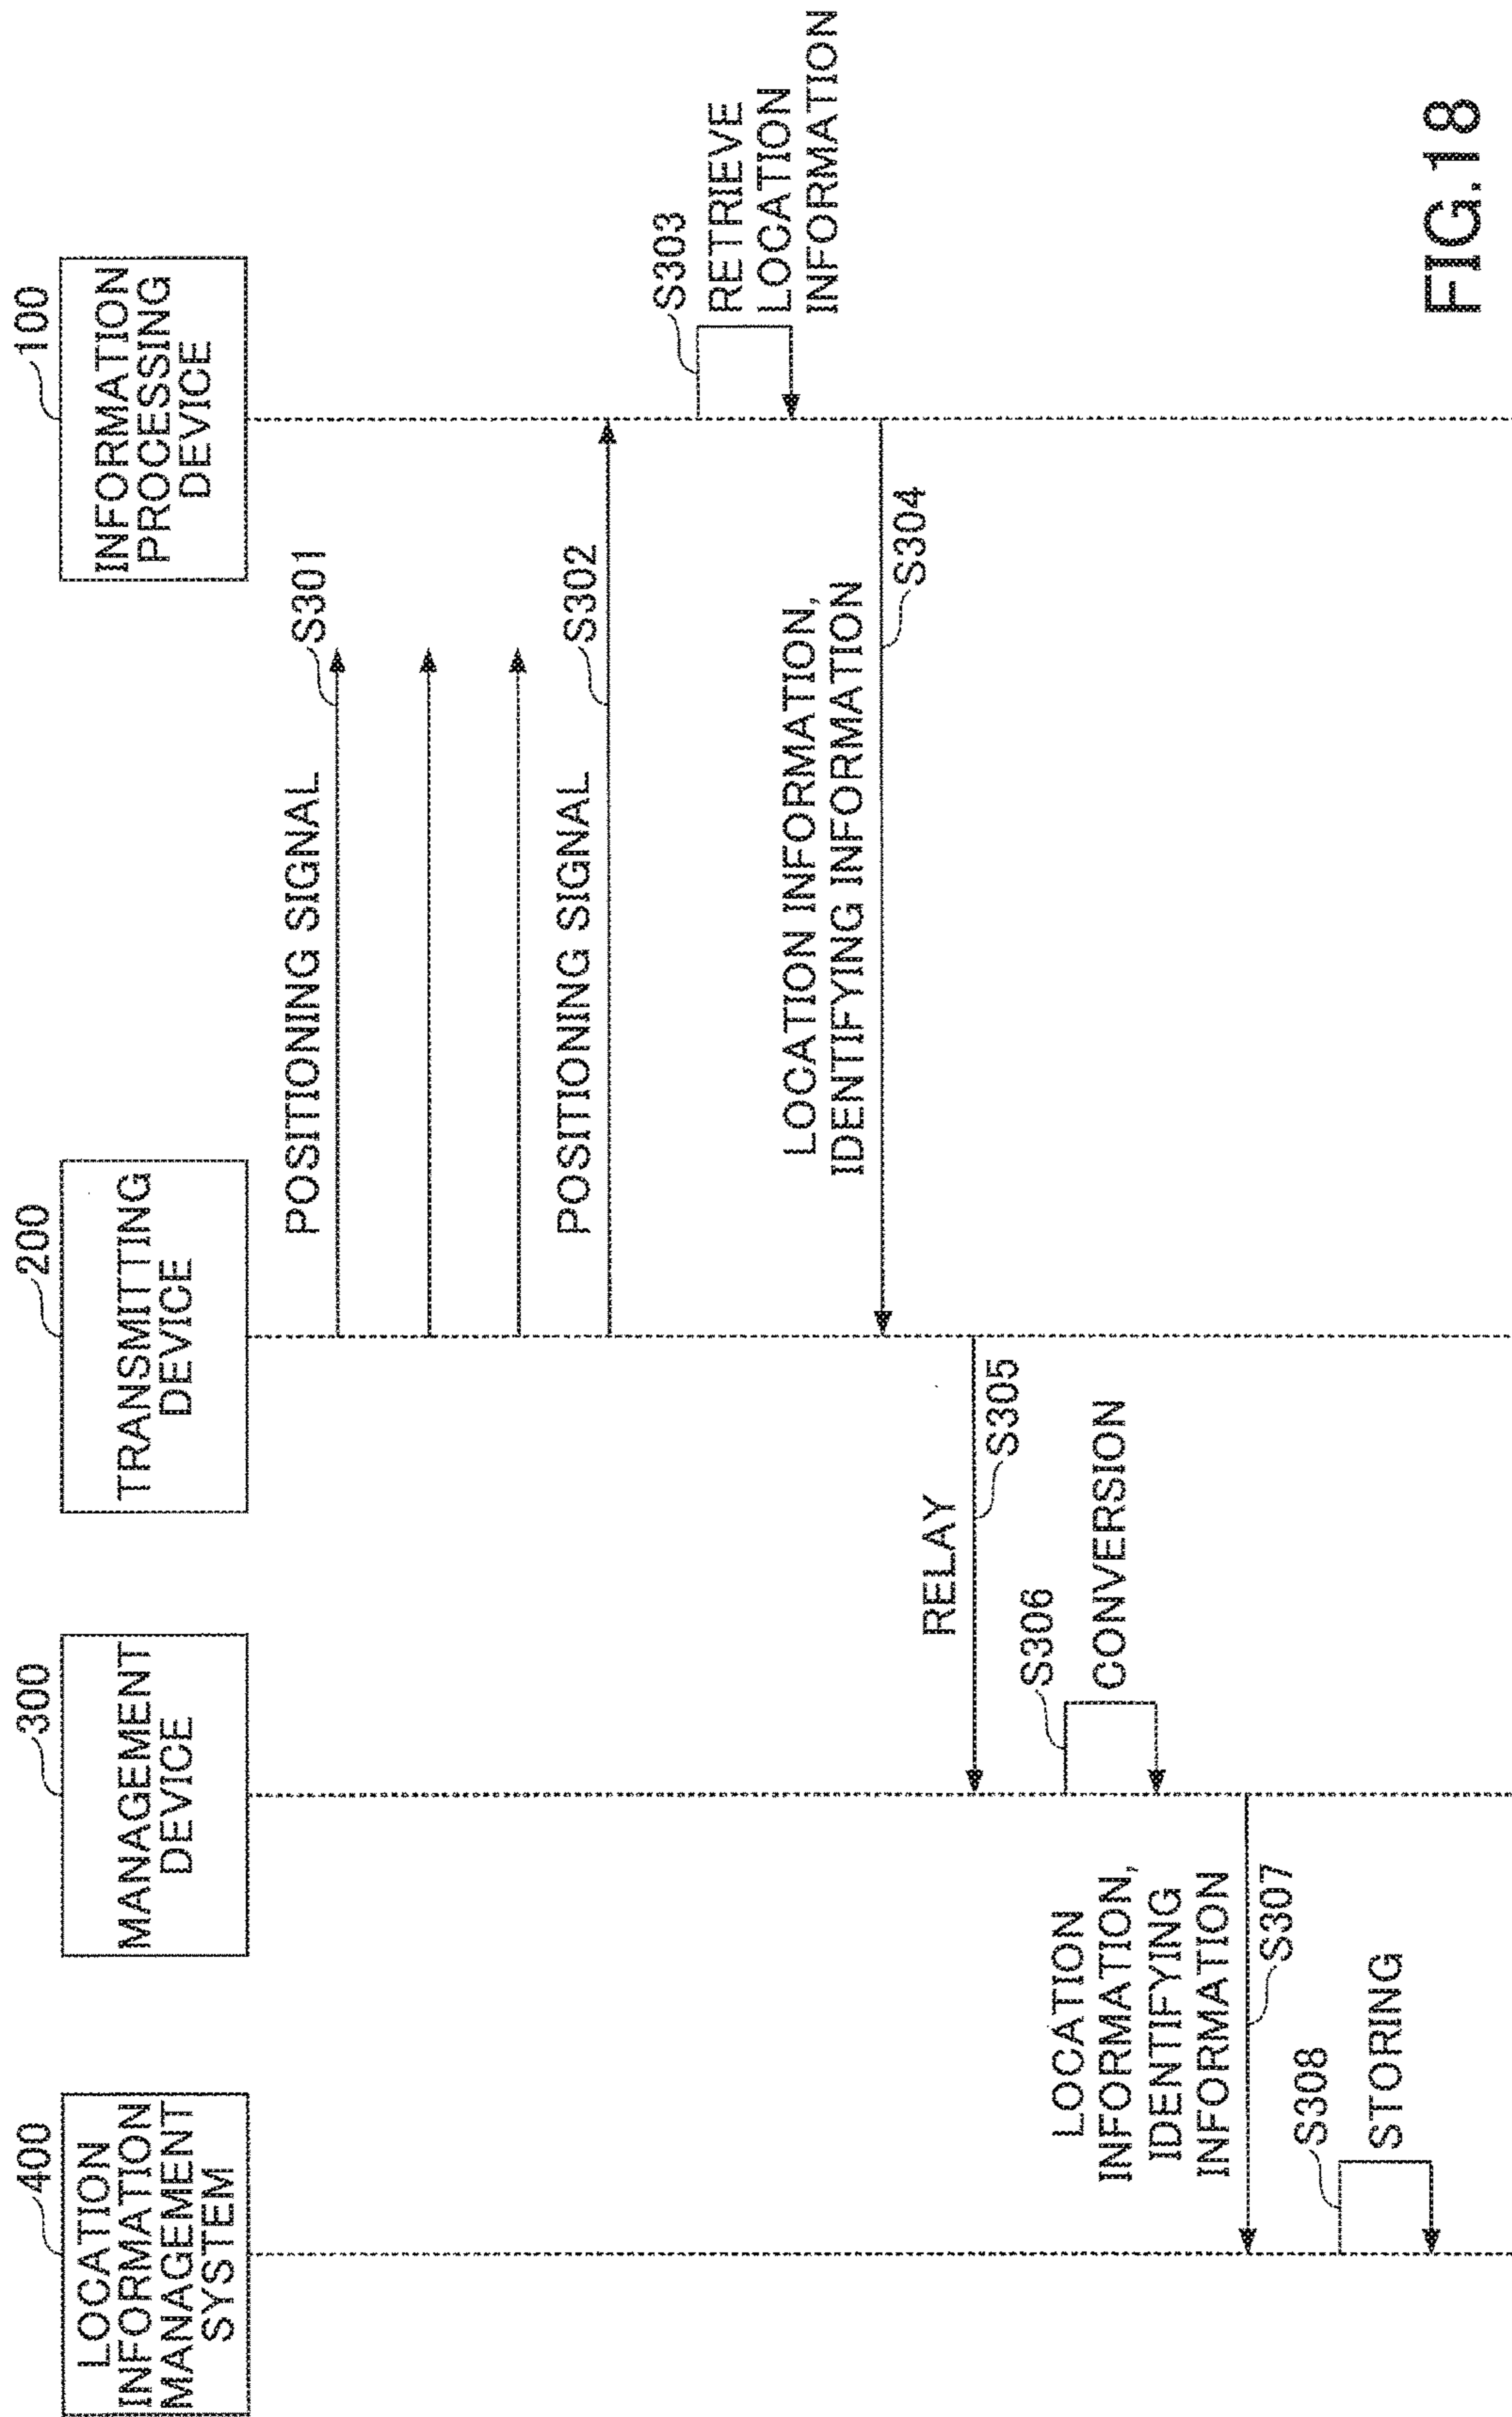 400
LOCATION
INFORMATION
MANAGEMENT
SYSTEM
300
MANAGEMENT
DEVICE
200
TRANSMITTING
DEVICE
100
INFORMATION
PROCESSING
DEVICE
POSITIONING SIGNAL
S301
POSITIONING SIGNAL
S302
S303
RETRIEVE
LOCATION
INFORMATION
LOCATION INFORMATION,
IDENTIFYING INFORMATION
S304
RELAY
S305
S306
CONVERSION
LOCATION
INFORMATION,
IDENTIFYING
INFORMATION
S307
S308
STORING
FIG.18